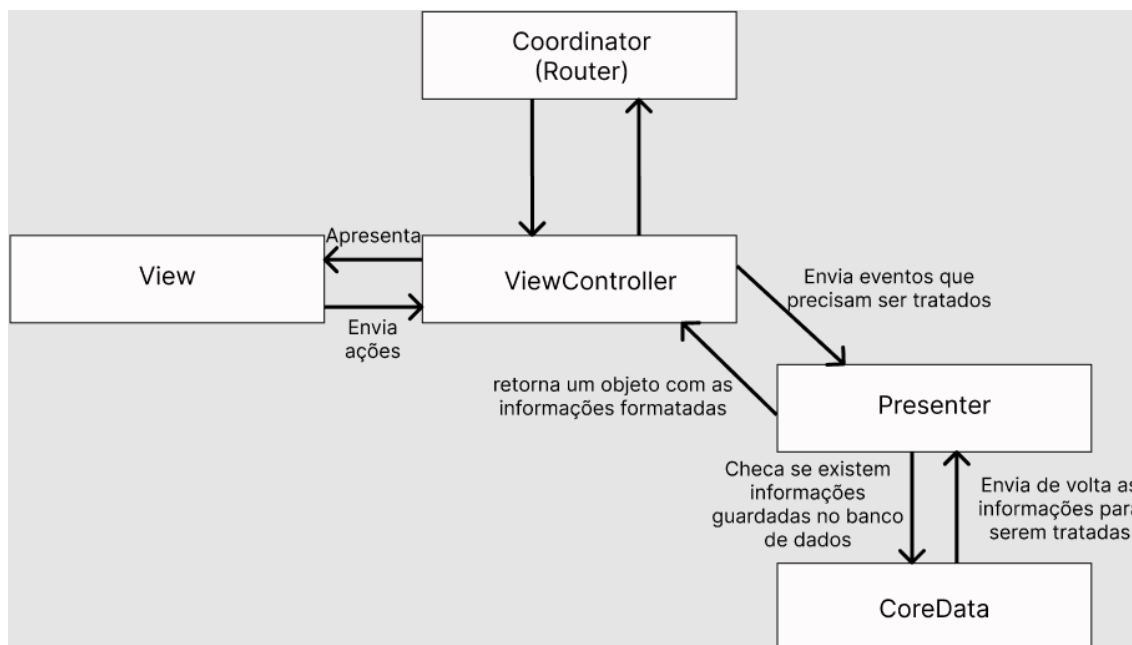 Coordinator
(Router)
Apresenta
View
ViewController
Envia
ações
Envia eventos que
precisam ser tratados
retorna um objeto com as
informações formatadas
Presenter
Checa se existem
informações
guardadas no banco
de dados
Envia de volta as
informações para
serem tratadas
CoreData